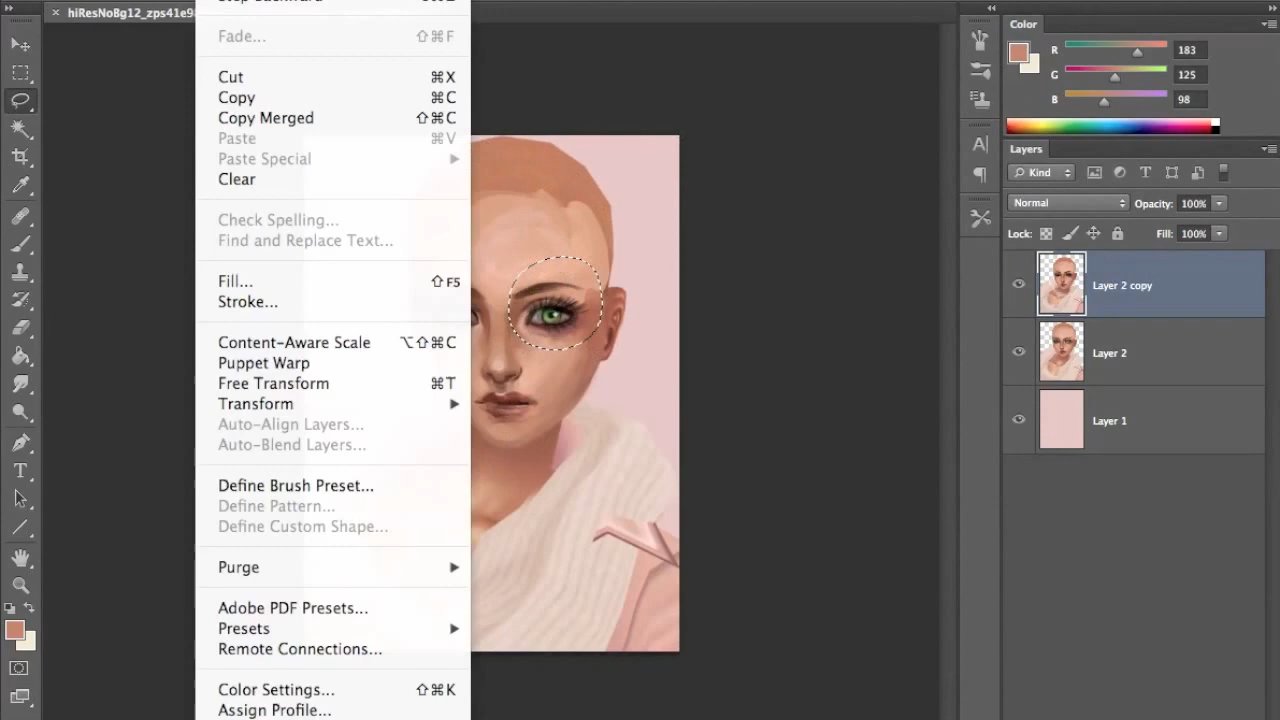 × hiResNoBg12_zps41e9
Fade... ⇧⌘F
Cut ⌘X
Copy ⌘C
Copy Merged ⇧⌘C
Paste ⌘V
Paste Special
Clear
Check Spelling...
Find and Replace Text...
Fill... ⇧F5
Stroke...
Content-Aware Scale ⌥⇧⌘C
Puppet Warp
Free Transform ⌘T
Transform
Auto-Align Layers...
Auto-Blend Layers...
Define Brush Preset...
Define Pattern...
Define Custom Shape...
Purge
Adobe PDF Presets...
Presets
Remote Connections...
Color Settings... ⇧⌘K
Assign Profile...
Color
R 183
G 125
B 98
Layers
Kind
Normal Opacity: 100%
Lock: Fill: 100%
Layer 2 copy
Layer 2
Layer 1